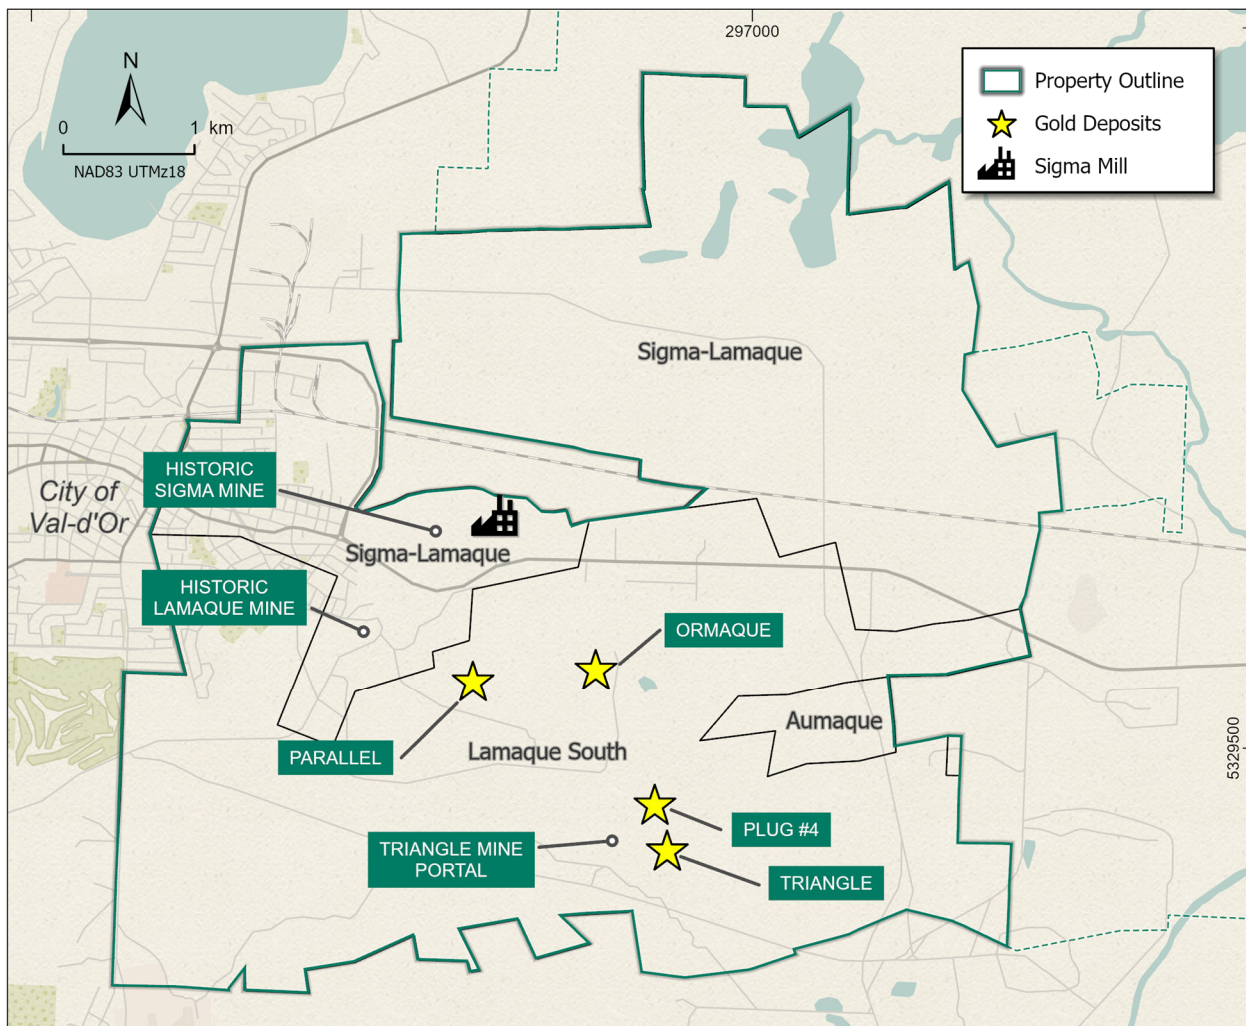 297000
N
0 1 km
NAD83 UTMz18
Property Outline
Gold Deposits
Sigma Mill
Sigma-Lamaque
HISTORIC
SIGMA MINE
City of
Val-d'Or
Sigma-Lamaque
HISTORIC
LAMAQUE MINE
ORMAQUE
Aumaque
PARALLEL
Lamaque South
5329500
PLUG #4
TRIANGLE MINE
PORTAL
TRIANGLE